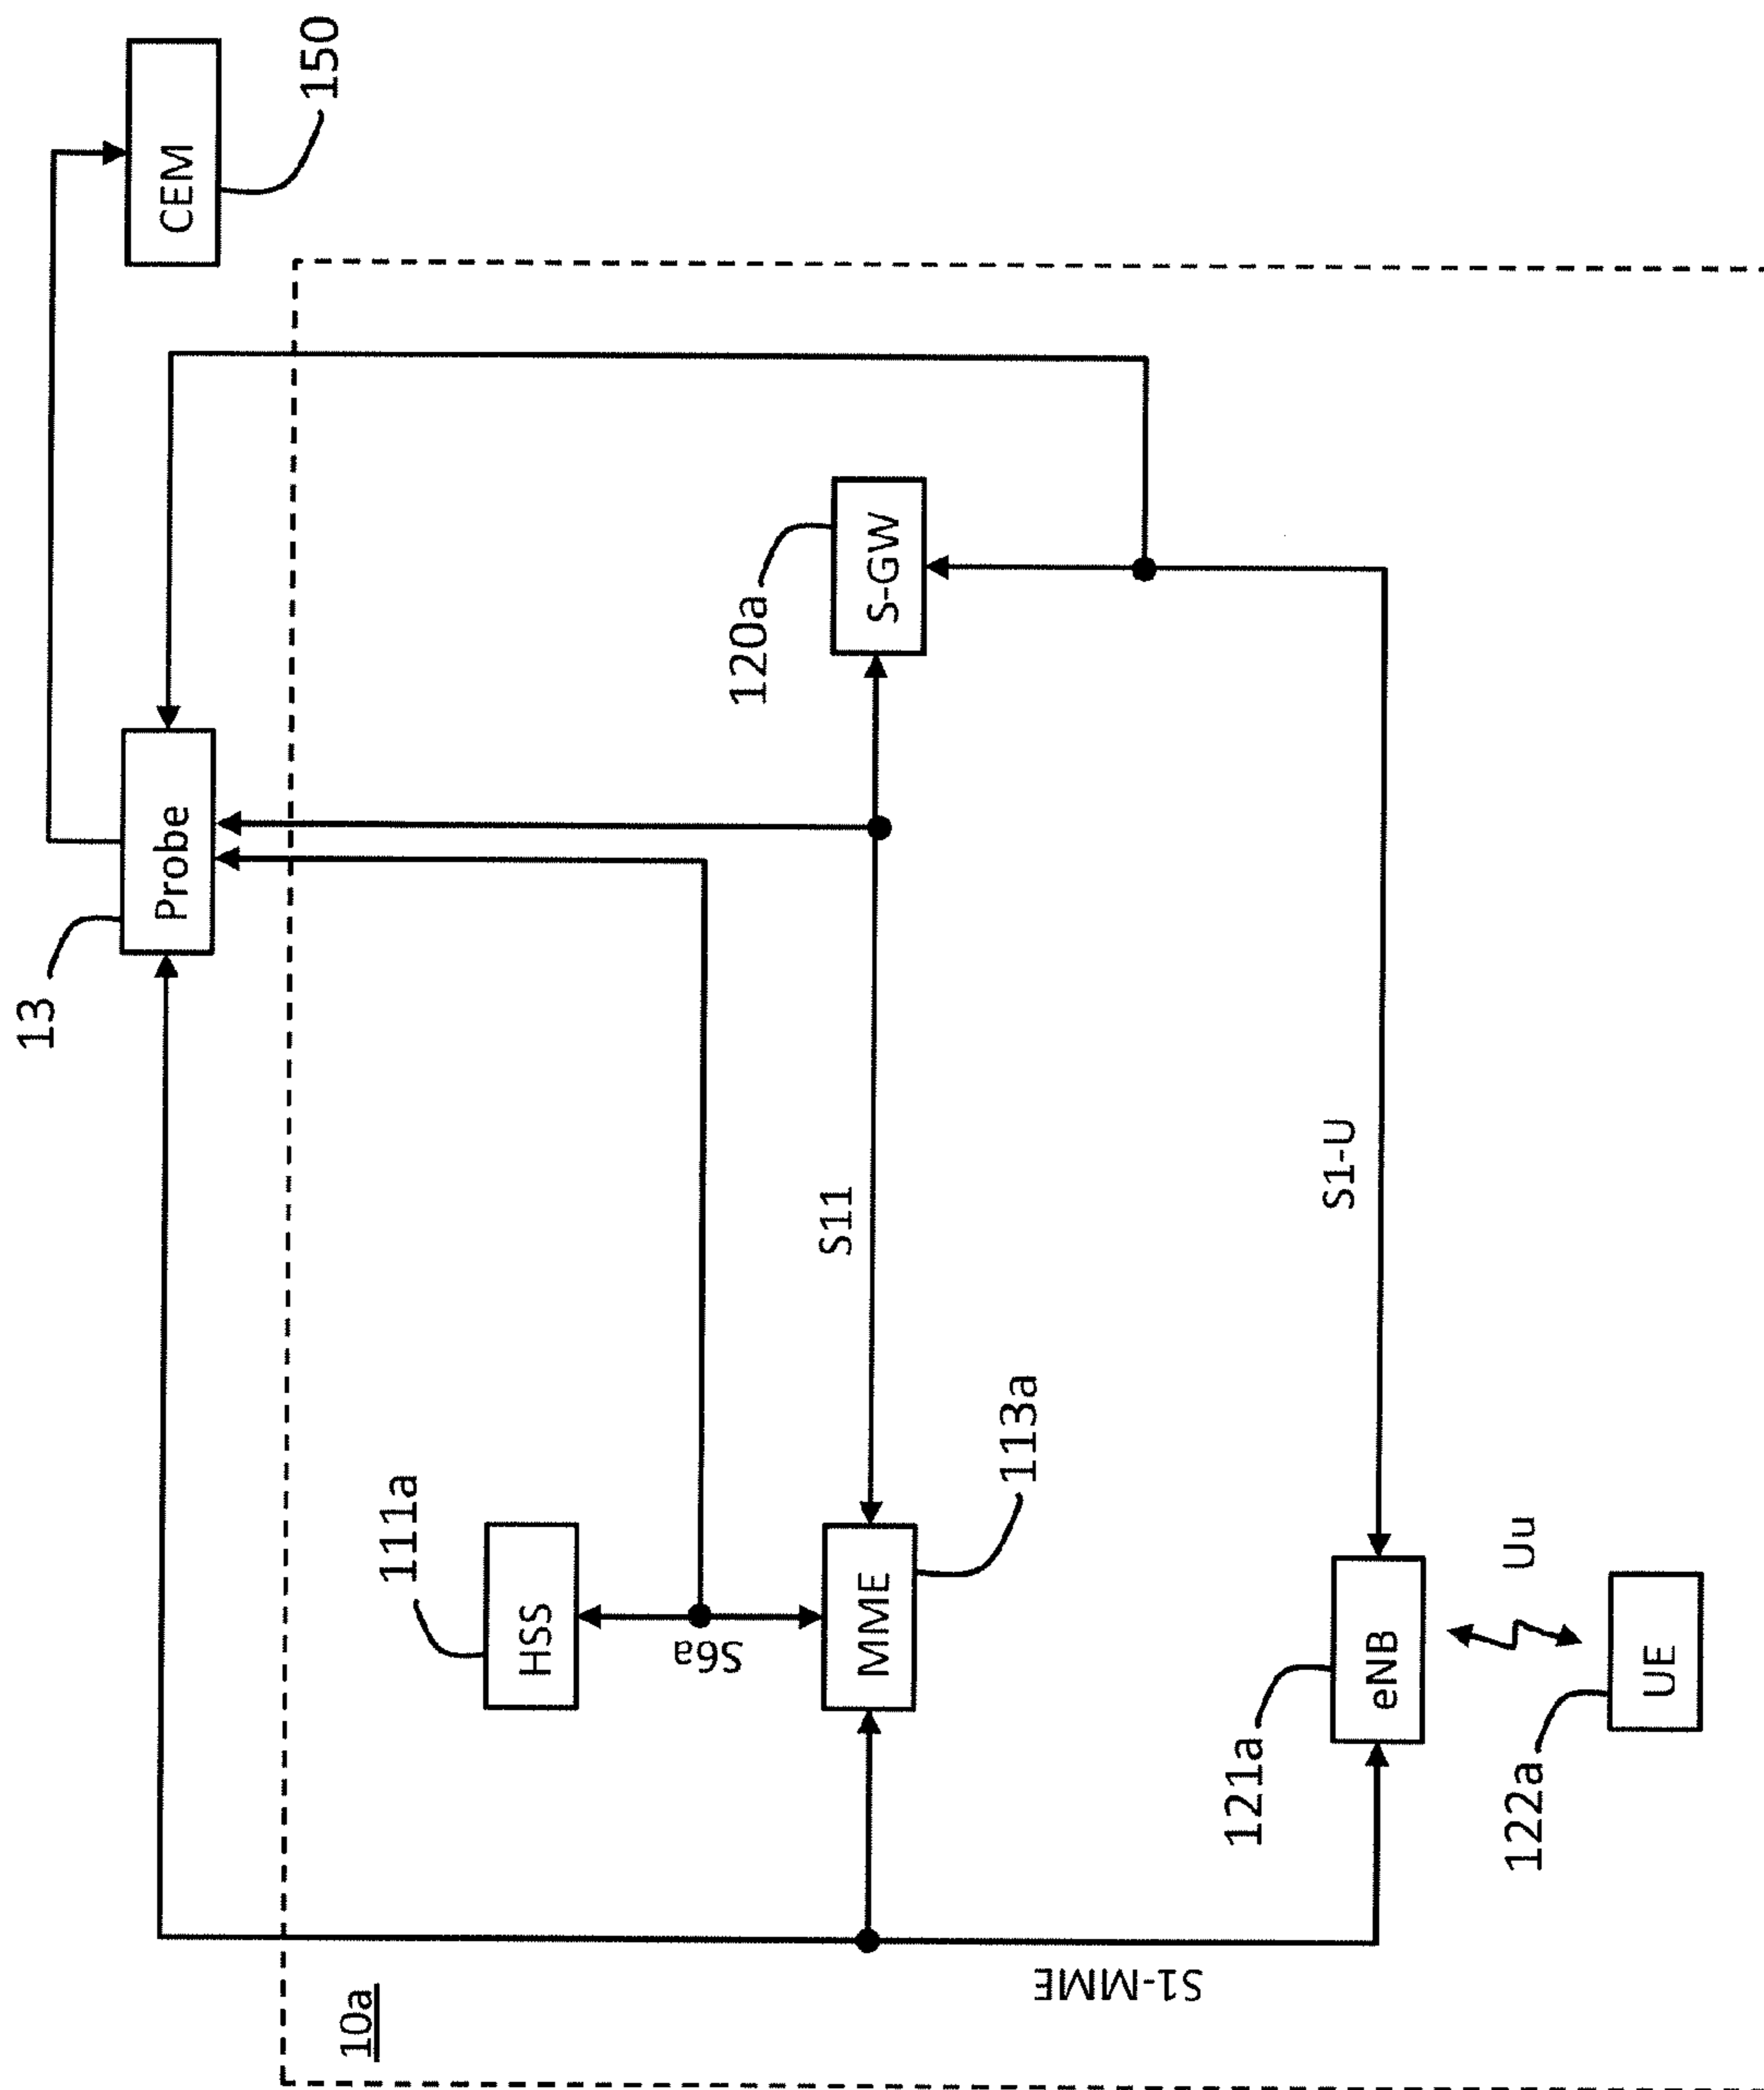 CEM
150
13
Probe
10a
111a
HSS
S6a
MME
113a
S11
120a
S-GW
S1-MME
S1-U
121a
eNB
Uu
122a
UE